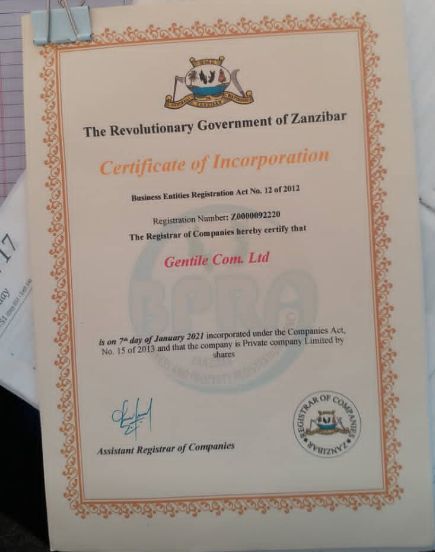 The Revolutionary Government of Zanzibar
Certificate of Incorporation
Business Entities Registration Act No. 12 of 2012
Registration Number: Z0000092220
The Registrar of Companies hereby certify that
Gentile Com. Ltd
BPRA
is on 7th day of January 2021 incorporated under the Companies Act,
No. 15 of 2013 and that the company is Private company Limited by
shares
Assistant Registrar of Companies
REGISTRAR OF COMPANIES
ZANZIBAR
17